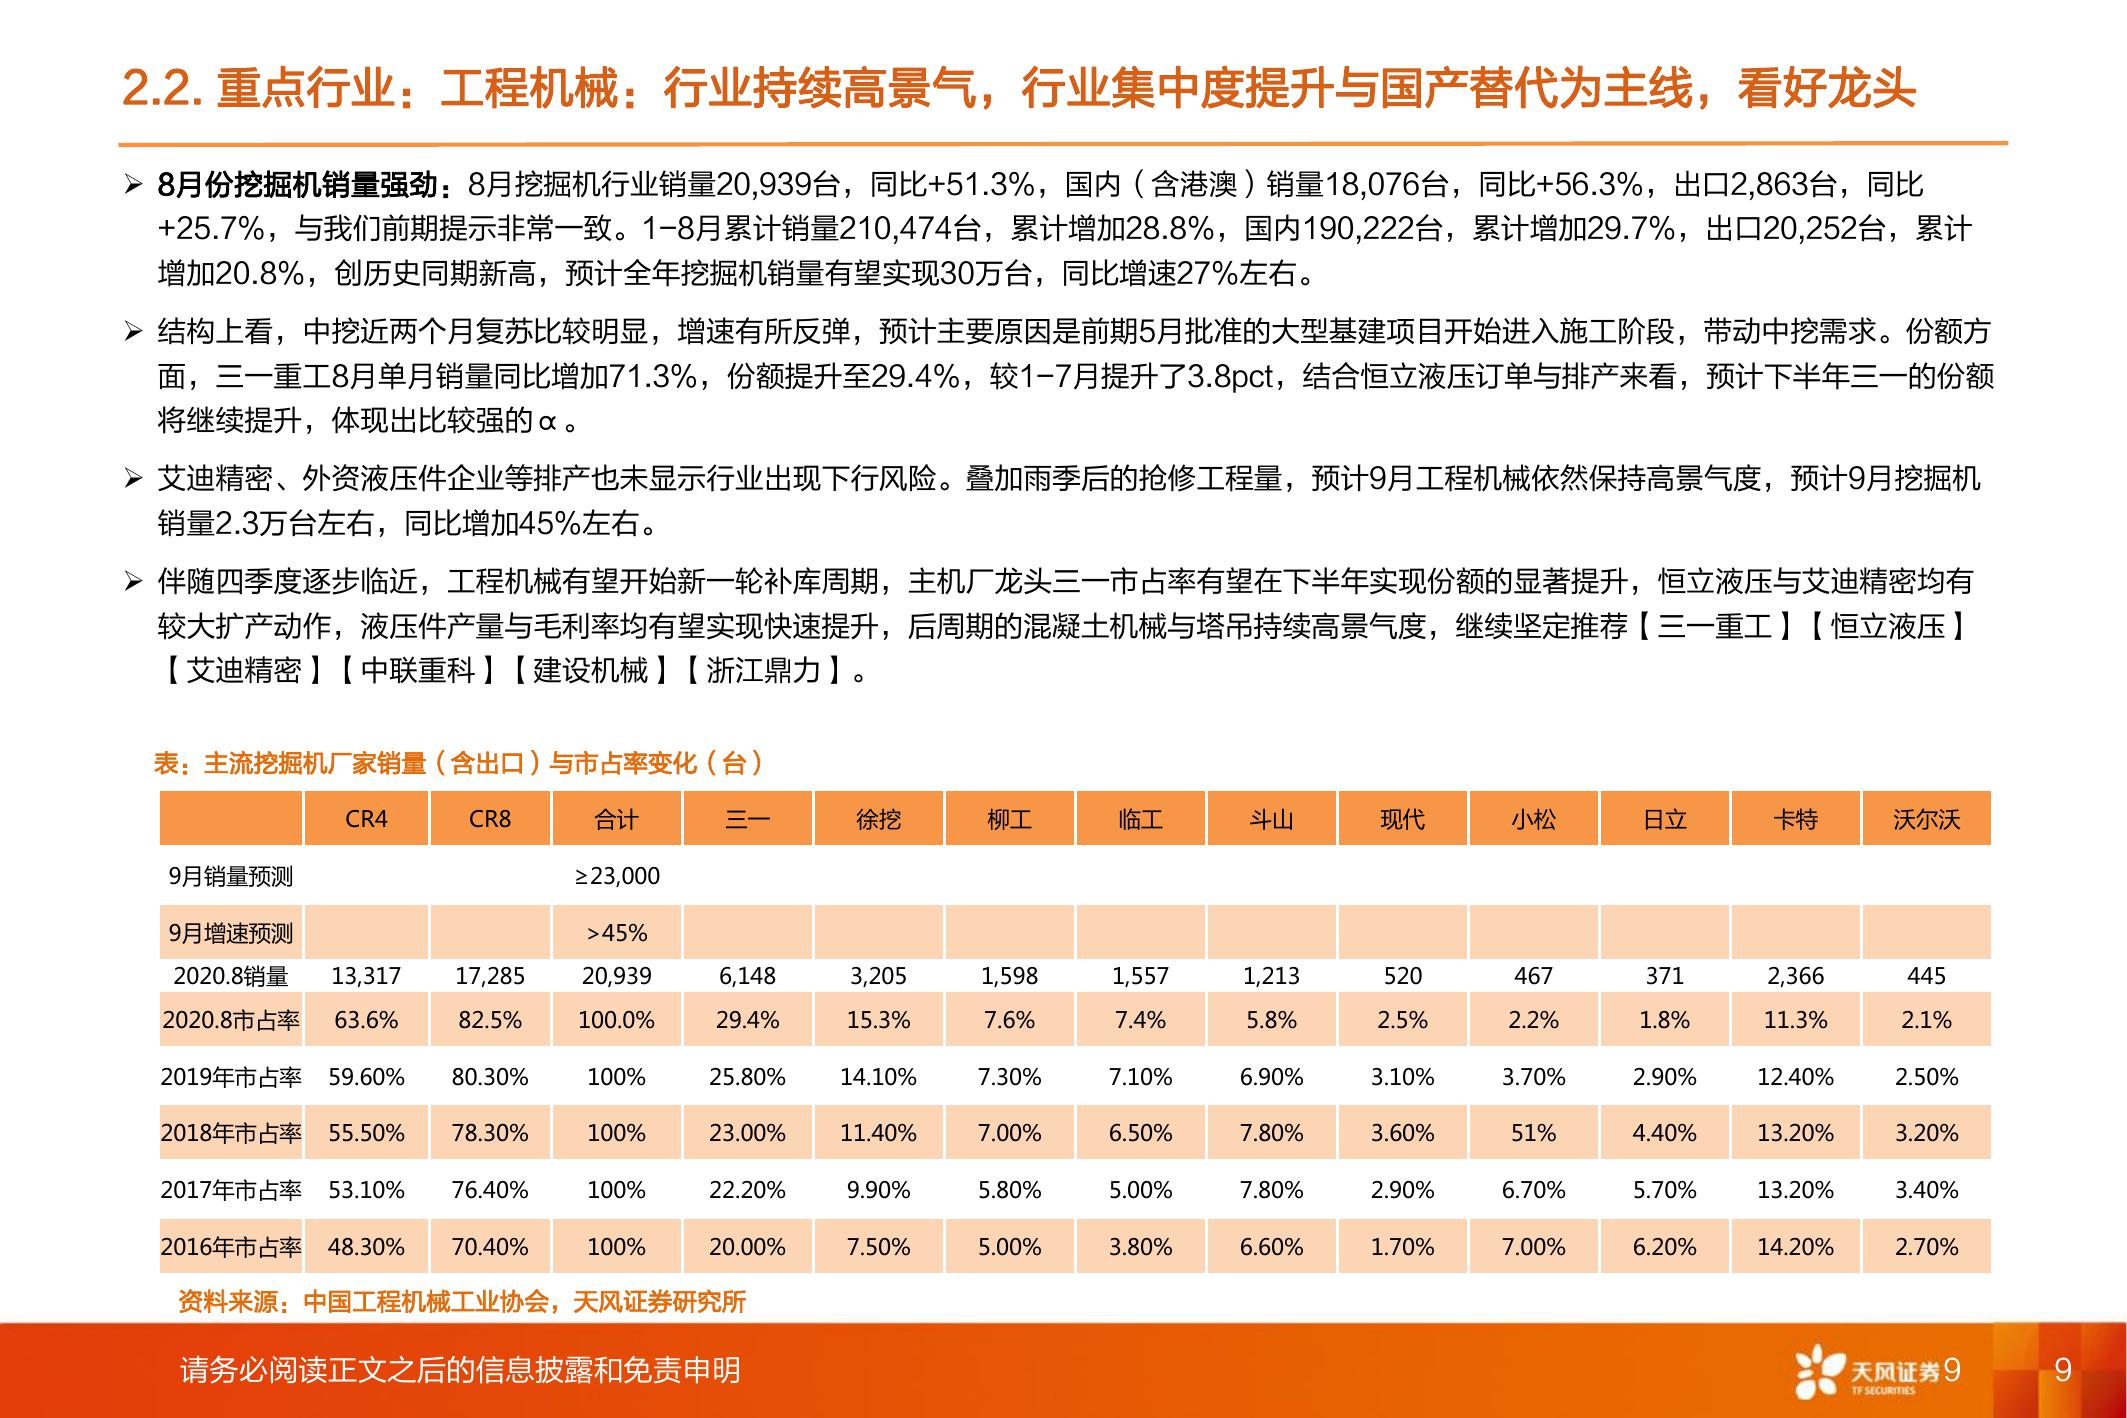 2.2. 重点行业：工程机械：行业持续高景气，行业集中度提升与国产替代为主线，看好龙头
➢ 8月份挖掘机销量强劲：8月挖掘机行业销量20,939台，同比+51.3%，国内（含港澳）销量18,076台，同比+56.3%，出口2,863台，同比
+25.7%，与我们前期提示非常一致。1-8月累计销量210,474台，累计增加28.8%，国内190,222台，累计增加29.7%，出口20,252台，累计
增加20.8%，创历史同期新高，预计全年挖掘机销量有望实现30万台，同比增速27%左右。
➢ 结构上看，中挖近两个月复苏比较明显，增速有所反弹，预计主要原因是前期5月批准的大型基建项目开始进入施工阶段，带动中挖需求。份额方
面，三一重工8月单月销量同比增加71.3%，份额提升至29.4%，较1-7月提升了3.8pct，结合恒立液压订单与排产来看，预计下半年三一的份额
将继续提升，体现出比较强的α。
➢ 艾迪精密、外资液压件企业等排产也未显示行业出现下行风险。叠加雨季后的抢修工程量，预计9月工程机械依然保持高景气度，预计9月挖掘机
销量2.3万台左右，同比增加45%左右。
➢ 伴随四季度逐步临近，工程机械有望开始新一轮补库周期，主机厂龙头三一市占率有望在下半年实现份额的显著提升，恒立液压与艾迪精密均有
较大扩产动作，液压件产量与毛利率均有望实现快速提升，后周期的混凝土机械与塔吊持续高景气度，继续坚定推荐【三一重工】【恒立液压】
【艾迪精密】【中联重科】【建设机械】【浙江鼎力】。
表：主流挖掘机厂家销量（含出口）与市占率变化（台）
CR4 CR8 合计 三一 徐挖 柳工 临工 斗山 现代 小松 日立 卡特 沃尔沃
9月销量预测 ≥23,000
9月增速预测 >45%
2020.8销量 13,317 17,285 20,939 6,148 3,205 1,598 1,557 1,213 520 467 371 2,366 445
2020.8市占率 63.6% 82.5% 100.0% 29.4% 15.3% 7.6% 7.4% 5.8% 2.5% 2.2% 1.8% 11.3% 2.1%
2019年市占率 59.60% 80.30% 100% 25.80% 14.10% 7.30% 7.10% 6.90% 3.10% 3.70% 2.90% 12.40% 2.50%
2018年市占率 55.50% 78.30% 100% 23.00% 11.40% 7.00% 6.50% 7.80% 3.60% 51% 4.40% 13.20% 3.20%
2017年市占率 53.10% 76.40% 100% 22.20% 9.90% 5.80% 5.00% 7.80% 2.90% 6.70% 5.70% 13.20% 3.40%
2016年市占率 48.30% 70.40% 100% 20.00% 7.50% 5.00% 3.80% 6.60% 1.70% 7.00% 6.20% 14.20% 2.70%
资料来源：中国工程机械工业协会，天风证券研究所
请务必阅读正文之后的信息披露和免责申明
天风证券 9 9
TF SECURITIES